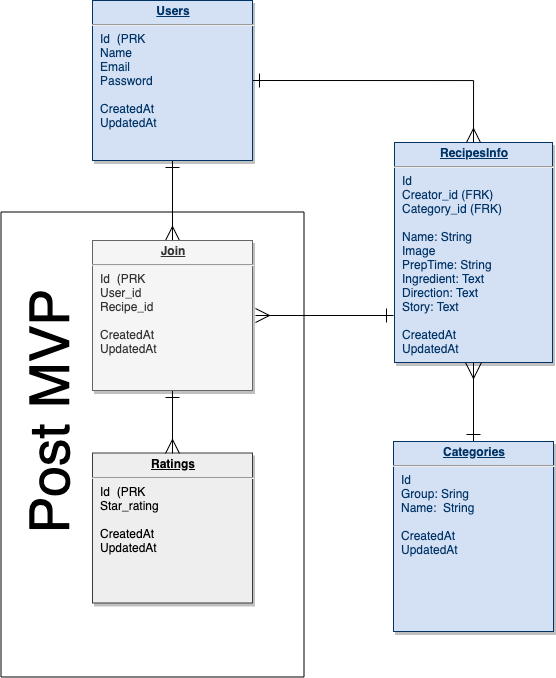 Users
Id (PRK
Name
Email
Password
CreatedAt
UpdatedAt
RecipesInfo
Id
Creator_id (FRK)
Category_id (FRK)
Name: String
Image
PrepTime: String
Ingredient: Text
Direction: Text
Story: Text
CreatedAt
UpdatedAt
Post MVP
Join
Id (PRK
User_id
Recipe_id
CreatedAt
UpdatedAt
Ratings
Id (PRK
Star_rating
CreatedAt
UpdatedAt
Categories
Id
Group: Sring
Name: String
CreatedAt
UpdatedAt